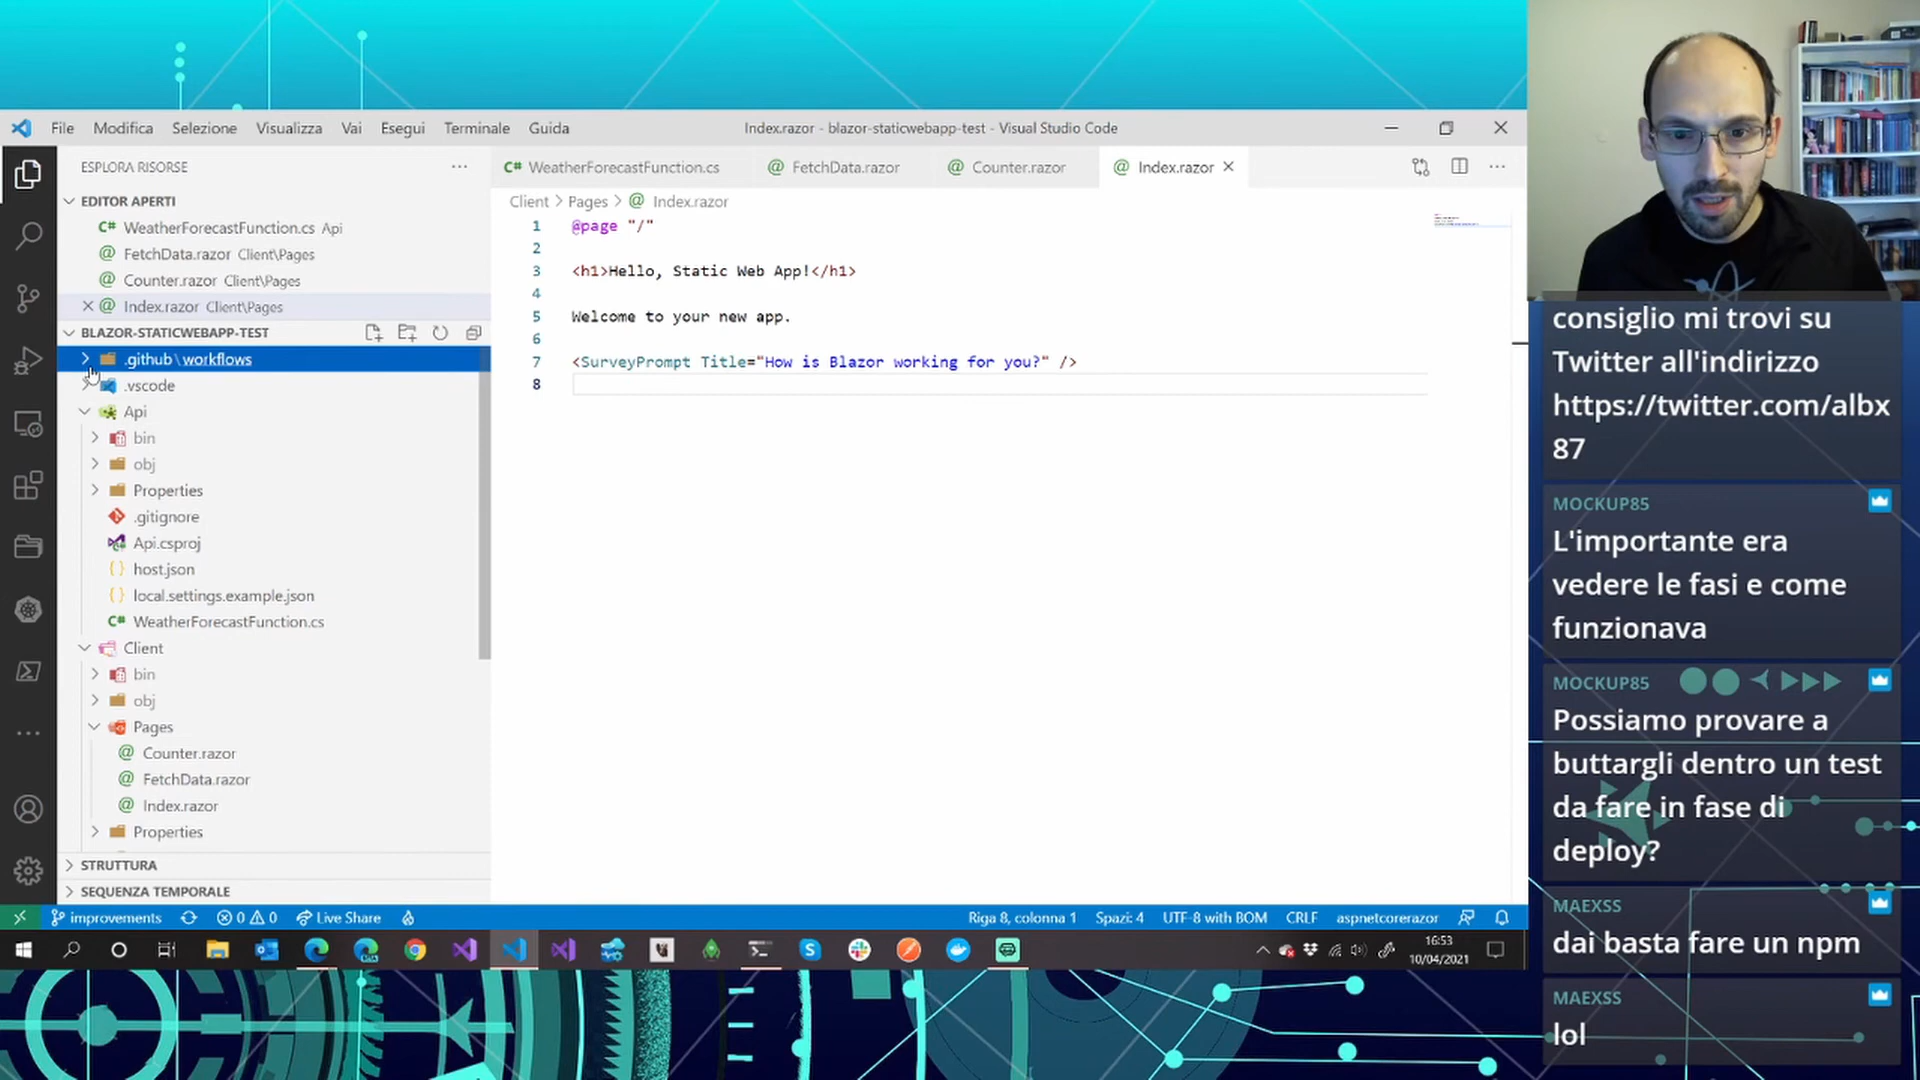 File Modifica Selezione Visualizza Vai Esegui Terminale Guida
Index.razor - blazor-staticwebapp-test - Visual Studio Code
ESPLORA RISORSE
EDITOR APERTI
WeatherForecastFunction.cs Api
FetchData.razor Client\Pages
Counter.razor Client\Pages
Index.razor Client\Pages
BLAZOR-STATICWEBAPP-TEST
.github \ workflows
.vscode
Api
bin
obj
Properties
.gitignore
Api.csproj
host.json
local.settings.example.json
WeatherForecastFunction.cs
Client
bin
obj
Pages
Counter.razor
FetchData.razor
Index.razor
Properties
STRUTTURA
SEQUENZA TEMPORALE
WeatherForecastFunction.cs FetchData.razor Counter.razor Index.razor
Client > Pages > Index.razor
1 @page "/"
2
3 <h1>Hello, Static Web App!</h1>
4
5 Welcome to your new app.
6
7 <SurveyPrompt Title="How is Blazor working for you?" />
8
improvements 0 0 Live Share
Riga 8, colonna 1 Spazi: 4 UTF-8 with BOM CRLF aspnetcorerazor
16:53
10/04/2021
consiglio mi trovi su
Twitter all'indirizzo
https://twitter.com/albx
87
MOCKUP85
L'importante era
vedere le fasi e come
funzionava
MOCKUP85
Possiamo provare a
buttargli dentro un test
da fare in fase di
deploy?
MAEXSS
dai basta fare un npm
MAEXSS
lol